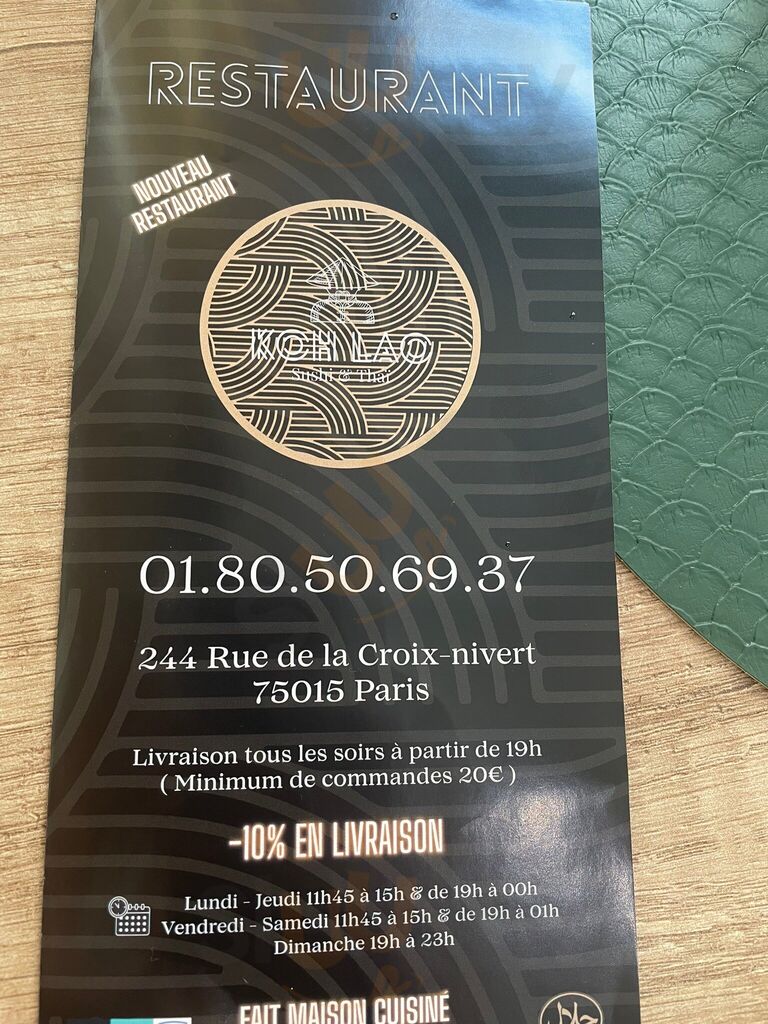 RESTAURANT
NOUVEAU
RESTAURANT
KOH LAO
Sushi & Thaï
01.80.50.69.37
244 Rue de la Croix-nivert
75015 Paris
Livraison tous les soirs à partir de 19h
( Minimum de commandes 20€ )
-10% EN LIVRAISON
Lundi - Jeudi 11h45 à 15h & de 19h à 00h
Vendredi - Samedi 11h45 à 15h & de 19h à 01h
Dimanche 19h à 23h
FAIT MAISON CUISINÉ
حلال